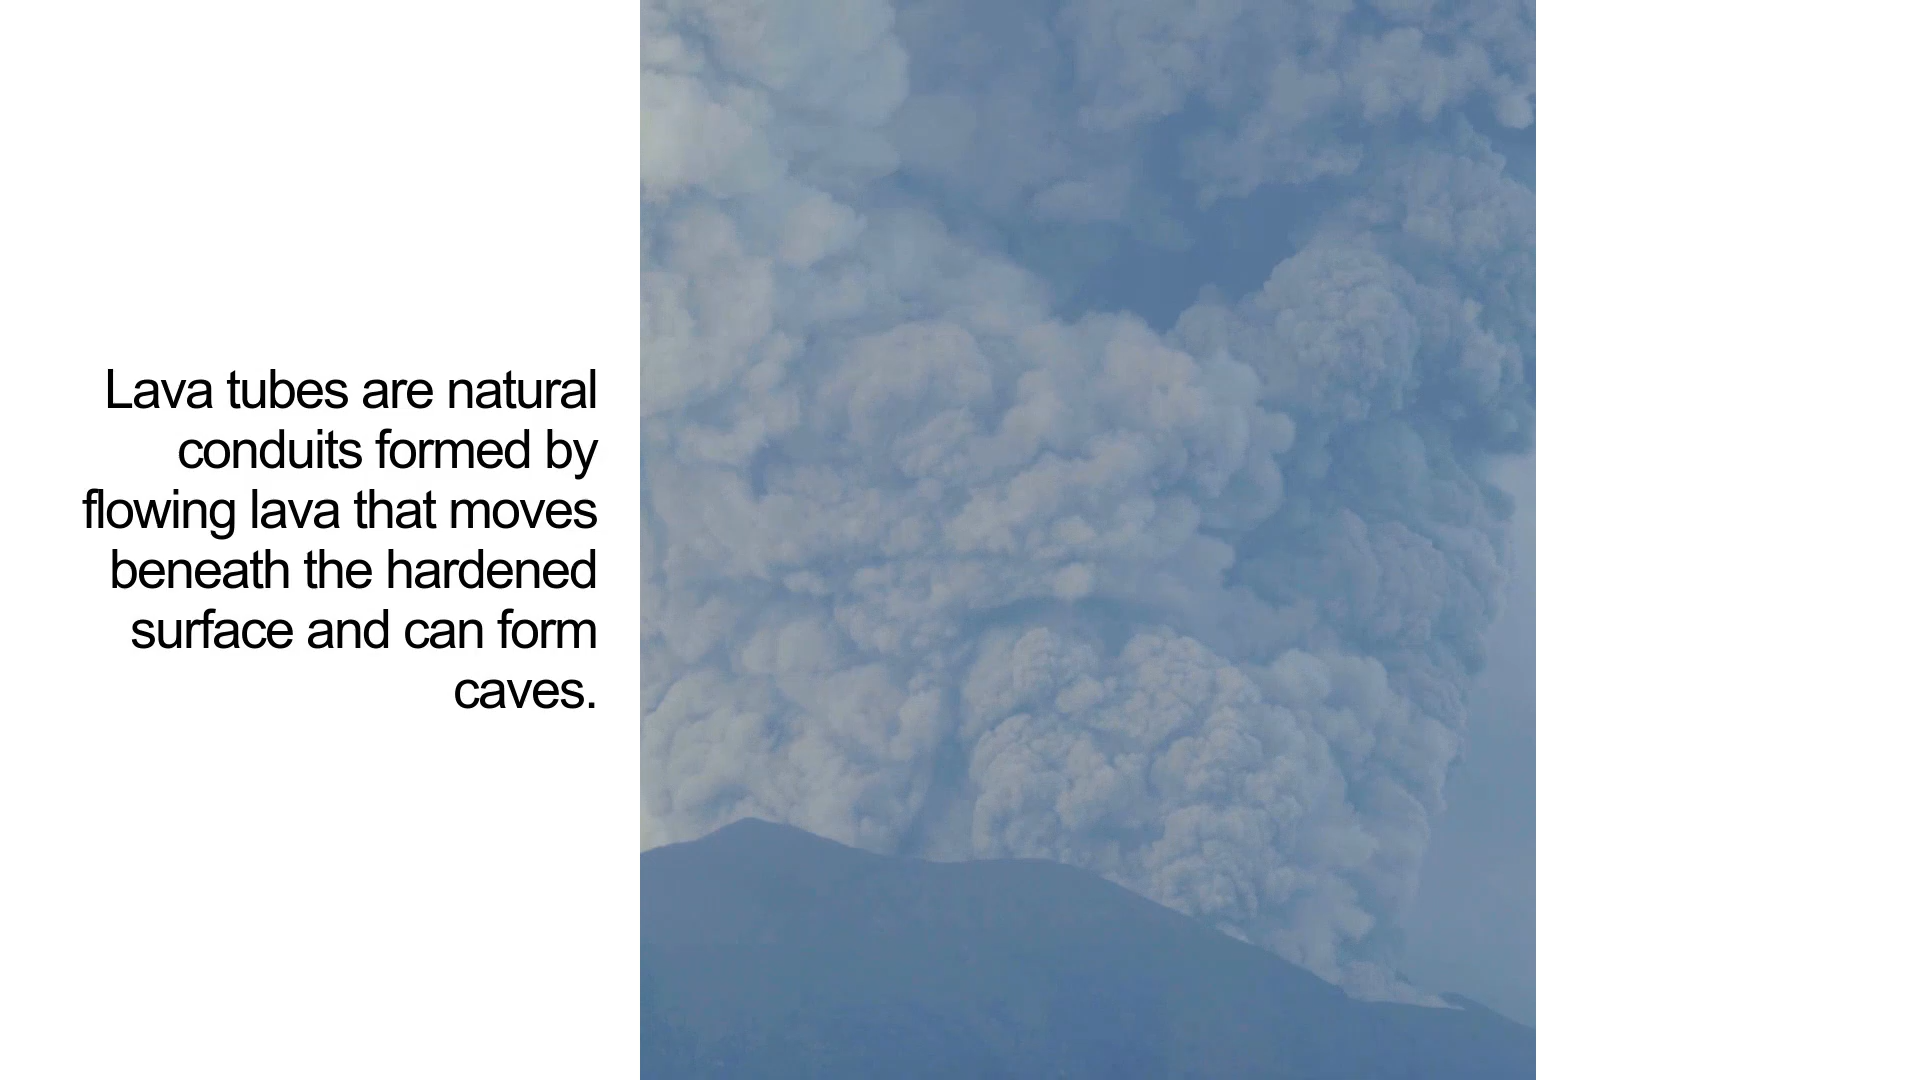 Lava tubes are natural
conduits formed by
flowing lava that moves
beneath the hardened
surface and can form
caves.